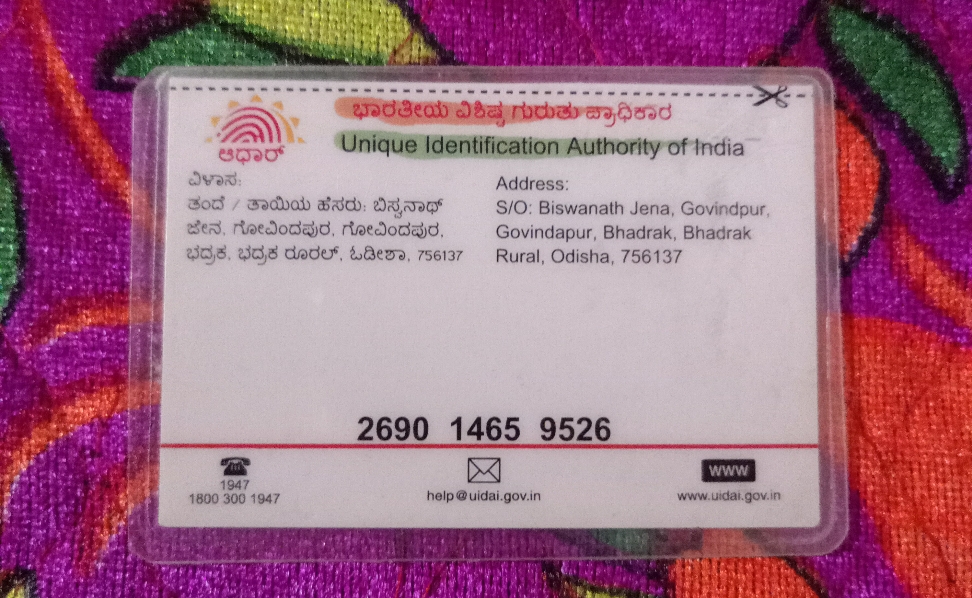 ಭಾರತೀಯ ವಿಶಿಷ್ಟ ಗುರುತು ಪ್ರಾಧಿಕಾರ
Unique Identification Authority of India
ಆಧಾರ್
ವಿಳಾಸ:
ತಂದೆ / ತಾಯಿಯ ಹೆಸರು: ಬಿಸ್ವನಾಥ್
ಜೇನ, ಗೋವಿಂದಪುರ, ಗೋವಿಂದಪುರ,
ಭದ್ರಕ, ಭದ್ರಕ ರೂರಲ್, ಓಡೀಶಾ, 756137
Address:
S/O: Biswanath Jena, Govindpur,
Govindapur, Bhadrak, Bhadrak
Rural, Odisha, 756137
2690 1465 9526
1947
1800 300 1947
help@uidai.gov.in
WWW
www.uidai.gov.in